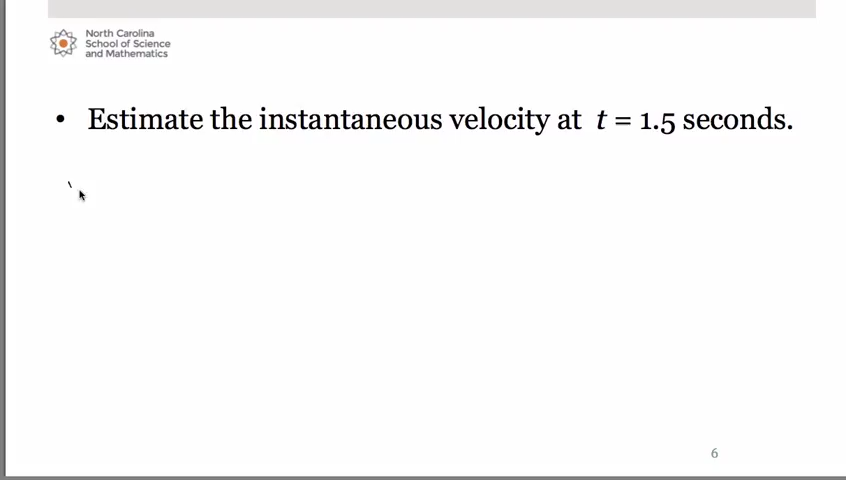 North Carolina
School of Science
and Mathematics
• Estimate the instantaneous velocity at t = 1.5 seconds.
6